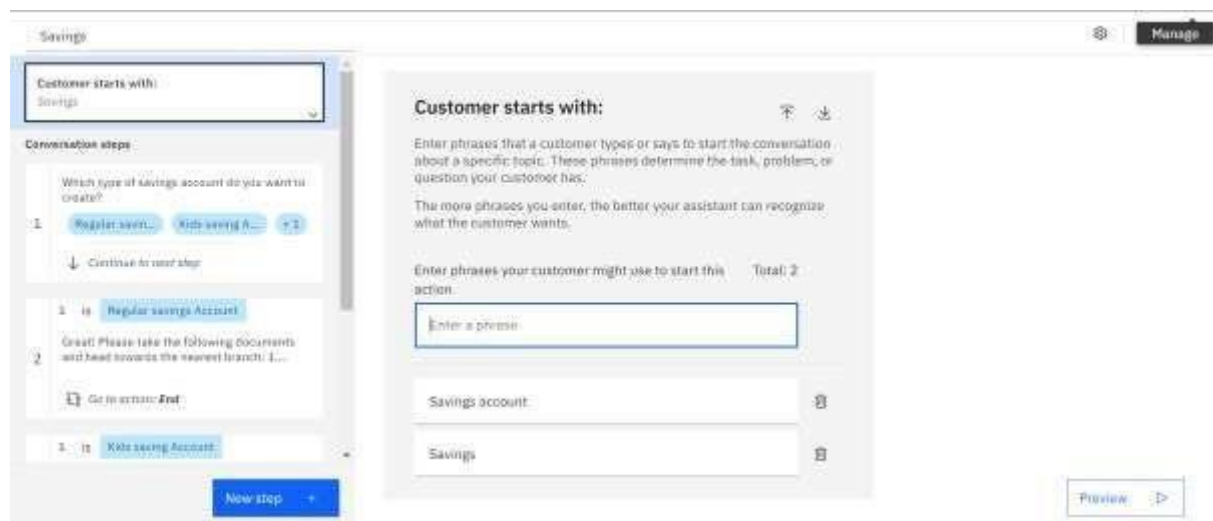 Savings
Manage
Customer starts with:
Savings
Conversation steps
Which type of savings account do you want to
create?
1
Regular savin...
Kids saving A...
+ 1
Continue to next step
1 is Regular savings Account
2
Great! Please take the following documents
and head towards the nearest branch: 1....
Go to action: End
1 is Kids saving Account
New step +
Customer starts with:
Enter phrases that a customer types or says to start the conversation
about a specific topic. These phrases determine the task, problem, or
question your customer has.
The more phrases you enter, the better your assistant can recognize
what the customer wants.
Enter phrases your customer might use to start this
action
Total: 2
Enter a phrase
Savings account
Savings
Preview